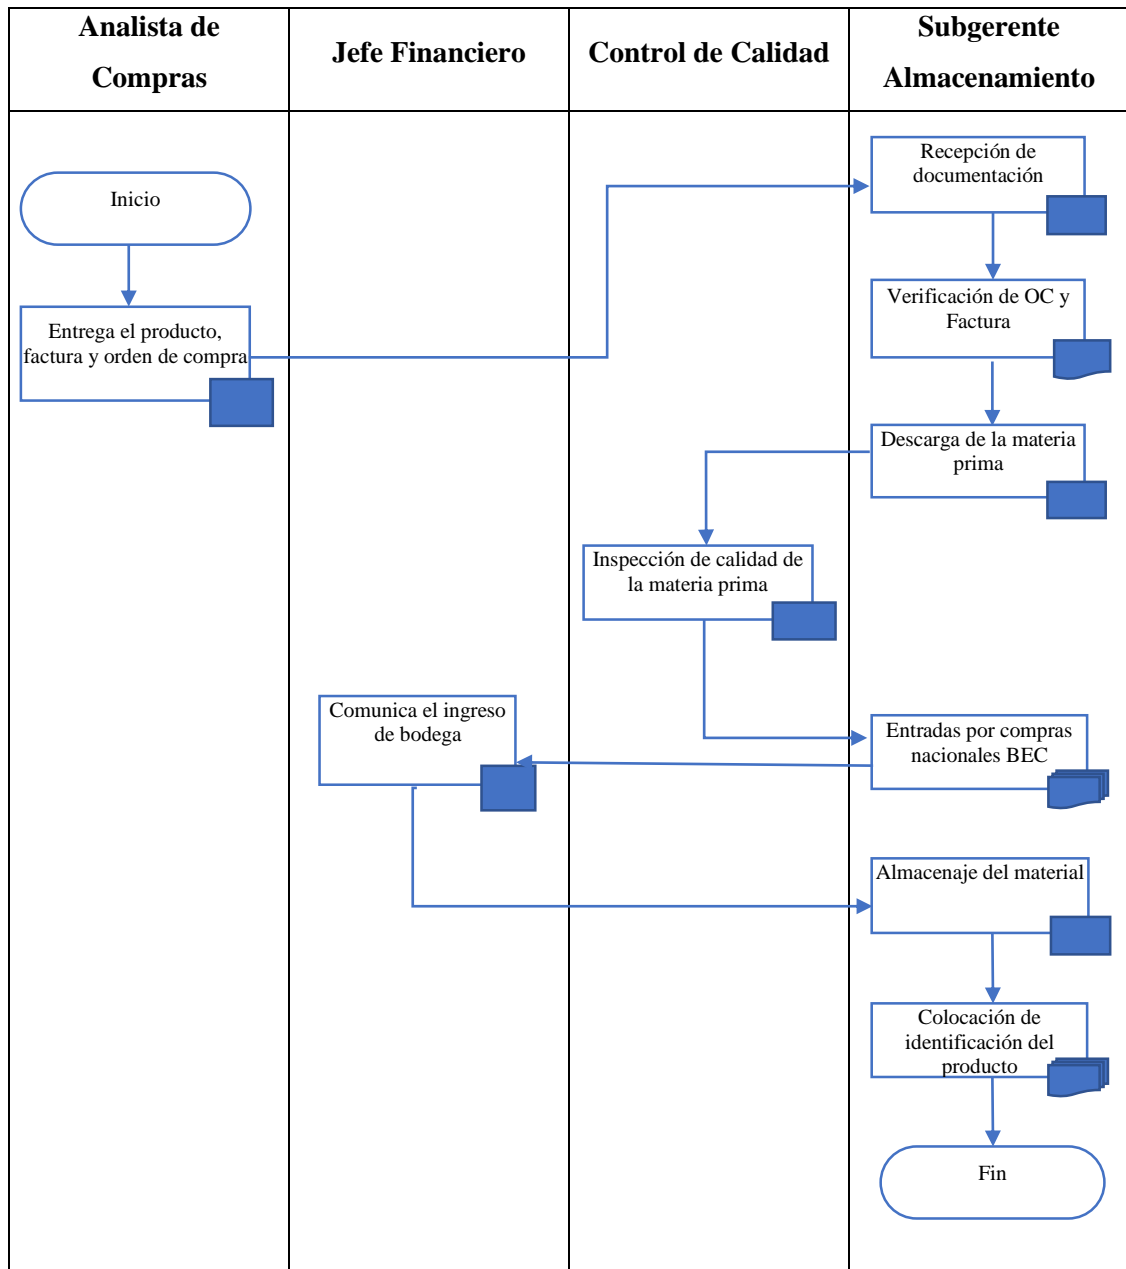 Analista de
Compras
Jefe Financiero
Control de Calidad
Subgerente
Almacenamiento
Inicio
Entrega el producto,
factura y orden de compra
Recepción de
documentación
Verificación de OC y
Factura
Descarga de la materia
prima
Inspección de calidad de
la materia prima
Entradas por compras
nacionales BEC
Comunica el ingreso
de bodega
Almacenaje del material
Colocación de
identificación del
producto
Fin